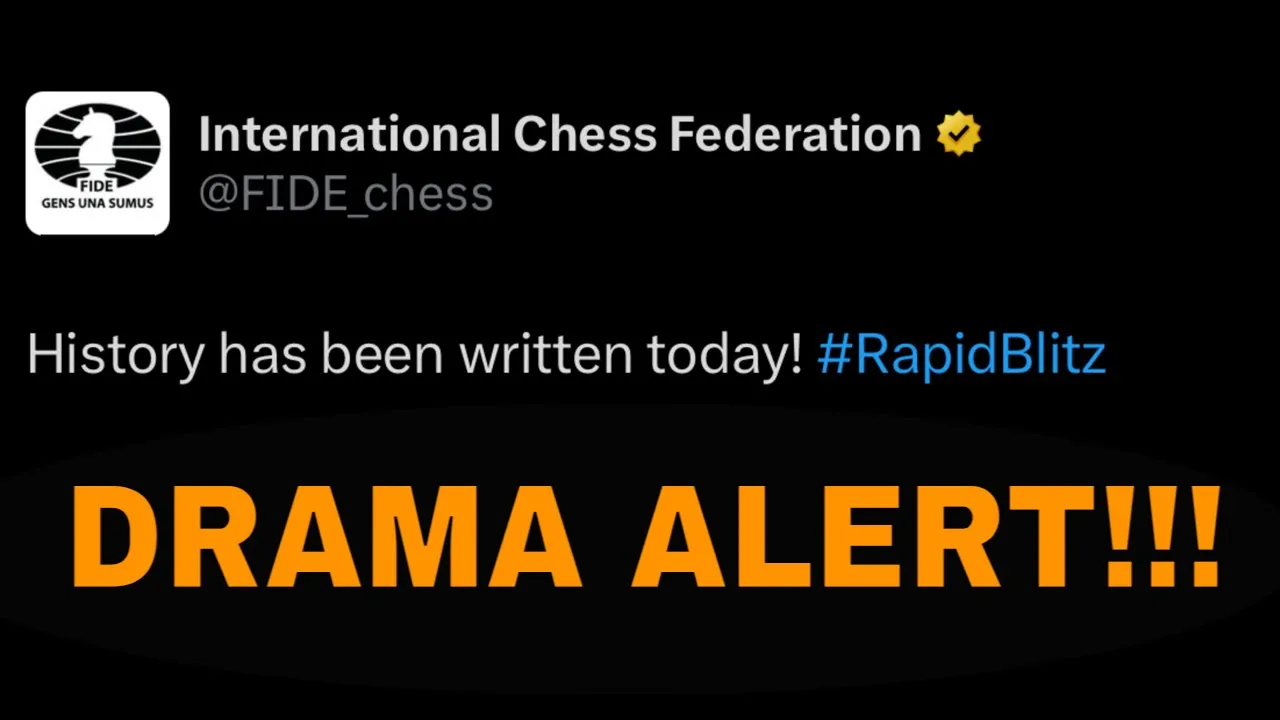 International Chess Federation
@FIDE_chess
FIDE
GENS UNA SUMUS
History has been written today! #RapidBlitz
DRAMA ALERT!!!